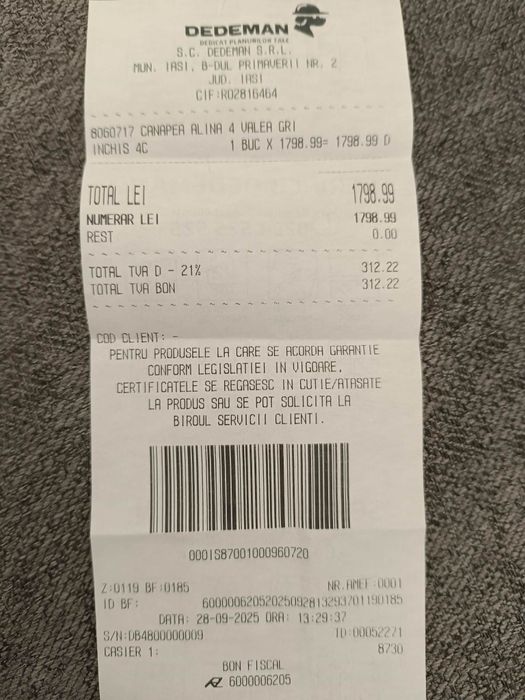 DEDEMAN
DEDICAT PLANURILOR TALE
S.C. DEDEMAN S.R.L.
MUN. IASI, B-DUL PRIMAVERII NR. 2
JUD. IASI
CIF:RO2816464
8060717 CANAPEA ALINA 4 VALEA GRI
INCHIS 4C 1 BUC X 1798.99= 1798.99 D
TOTAL LEI 1798.99
NUMERAR LEI 1798.99
REST 0.00
TOTAL TVA D - 21% 312.22
TOTAL TVA BON 312.22
COD CLIENT: -
PENTRU PRODUSELE LA CARE SE ACORDA GARANTIE
CONFORM LEGISLATIEI IN VIGOARE,
CERTIFICATELE SE REGASESC IN CUTIE/ATASATE
LA PRODUS SAU SE POT SOLICITA LA
BIROUL SERVICII CLIENTI.
000IS87001000960720
Z:0119 BF:0185 NR.AMEF:0001
ID BF: 60000062052025092813293701190185
DATA: 28-09-2025 ORA: 13:29:37
S/N:DB4800000009 TD:00052271
CASIER 1: 8730
BON FISCAL
6000006205